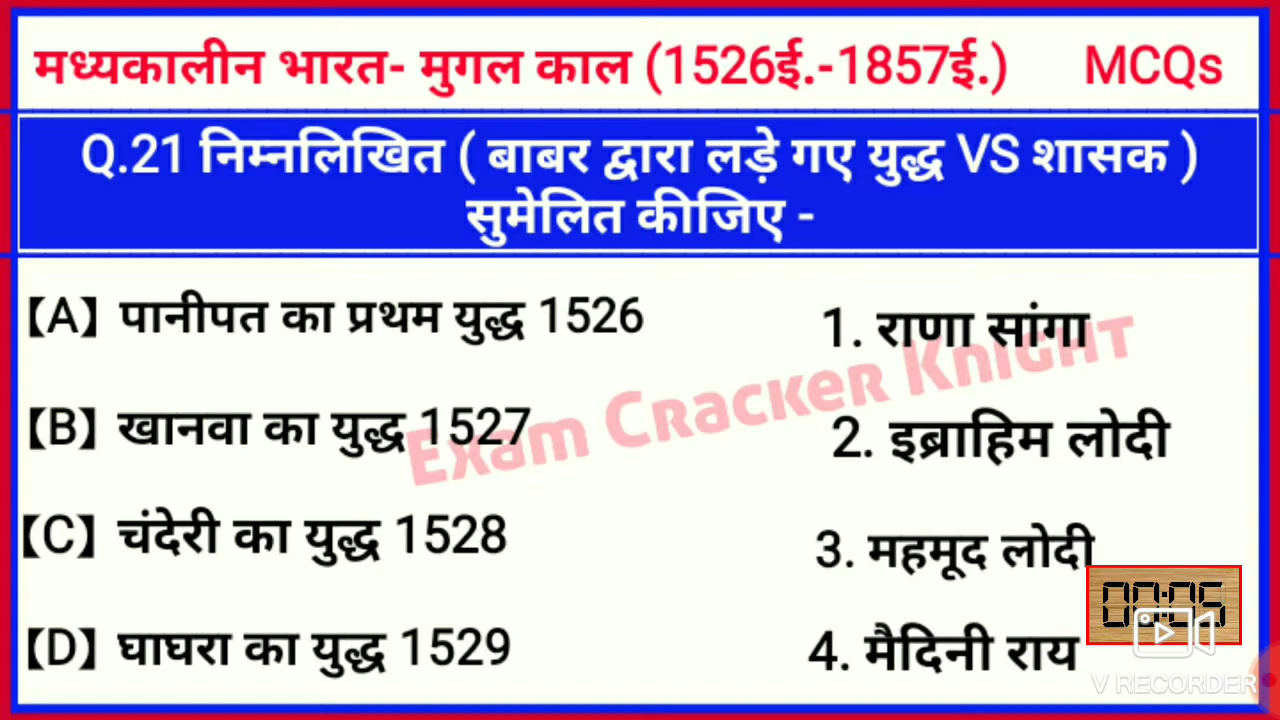 मध्यकालीन भारत- मुगल काल (1526ई.-1857ई.) MCQs
Q.21 निम्नलिखित ( बाबर द्वारा लड़े गए युद्ध VS शासक )
सुमेलित कीजिए -
【A】 पानीपत का प्रथम युद्ध 1526
1. राणा सांगा
【B】 खानवा का युद्ध 1527
2. इब्राहिम लोदी
【C】 चंदेरी का युद्ध 1528
3. महमूद लोदी
【D】 घाघरा का युद्ध 1529
4. मैदिनी राय
Exam Cracker Knight
00:05
V RECORDER